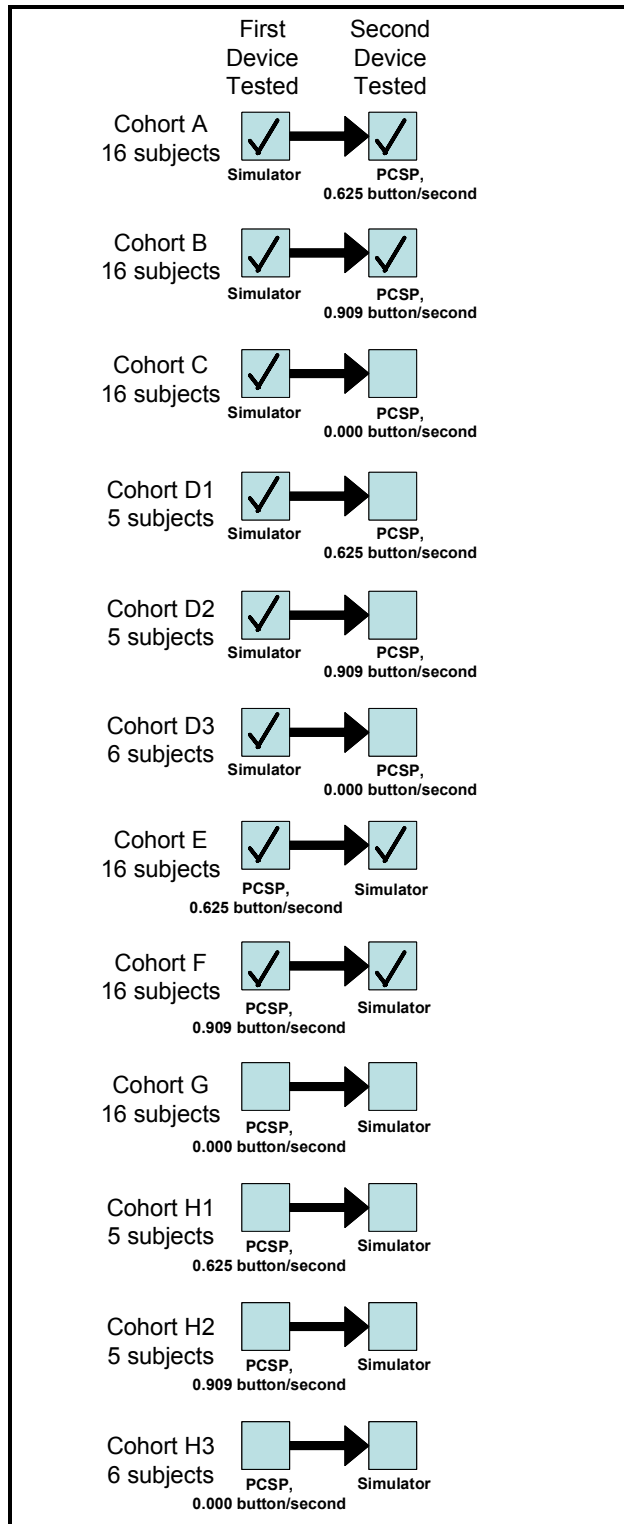 First Second
Device Device
Tested Tested
Cohort A
16 subjects
Simulator PCSP,
0.625 button/second
Cohort B
16 subjects
Simulator PCSP,
0.909 button/second
Cohort C
16 subjects
Simulator PCSP,
0.000 button/second
Cohort D1
5 subjects
Simulator PCSP,
0.625 button/second
Cohort D2
5 subjects
Simulator PCSP,
0.909 button/second
Cohort D3
6 subjects
Simulator PCSP,
0.000 button/second
Cohort E
16 subjects
PCSP, Simulator
0.625 button/second
Cohort F
16 subjects
PCSP, Simulator
0.909 button/second
Cohort G
16 subjects
PCSP, Simulator
0.000 button/second
Cohort H1
5 subjects
PCSP, Simulator
0.625 button/second
Cohort H2
5 subjects
PCSP, Simulator
0.909 button/second
Cohort H3
6 subjects
PCSP, Simulator
0.000 button/second